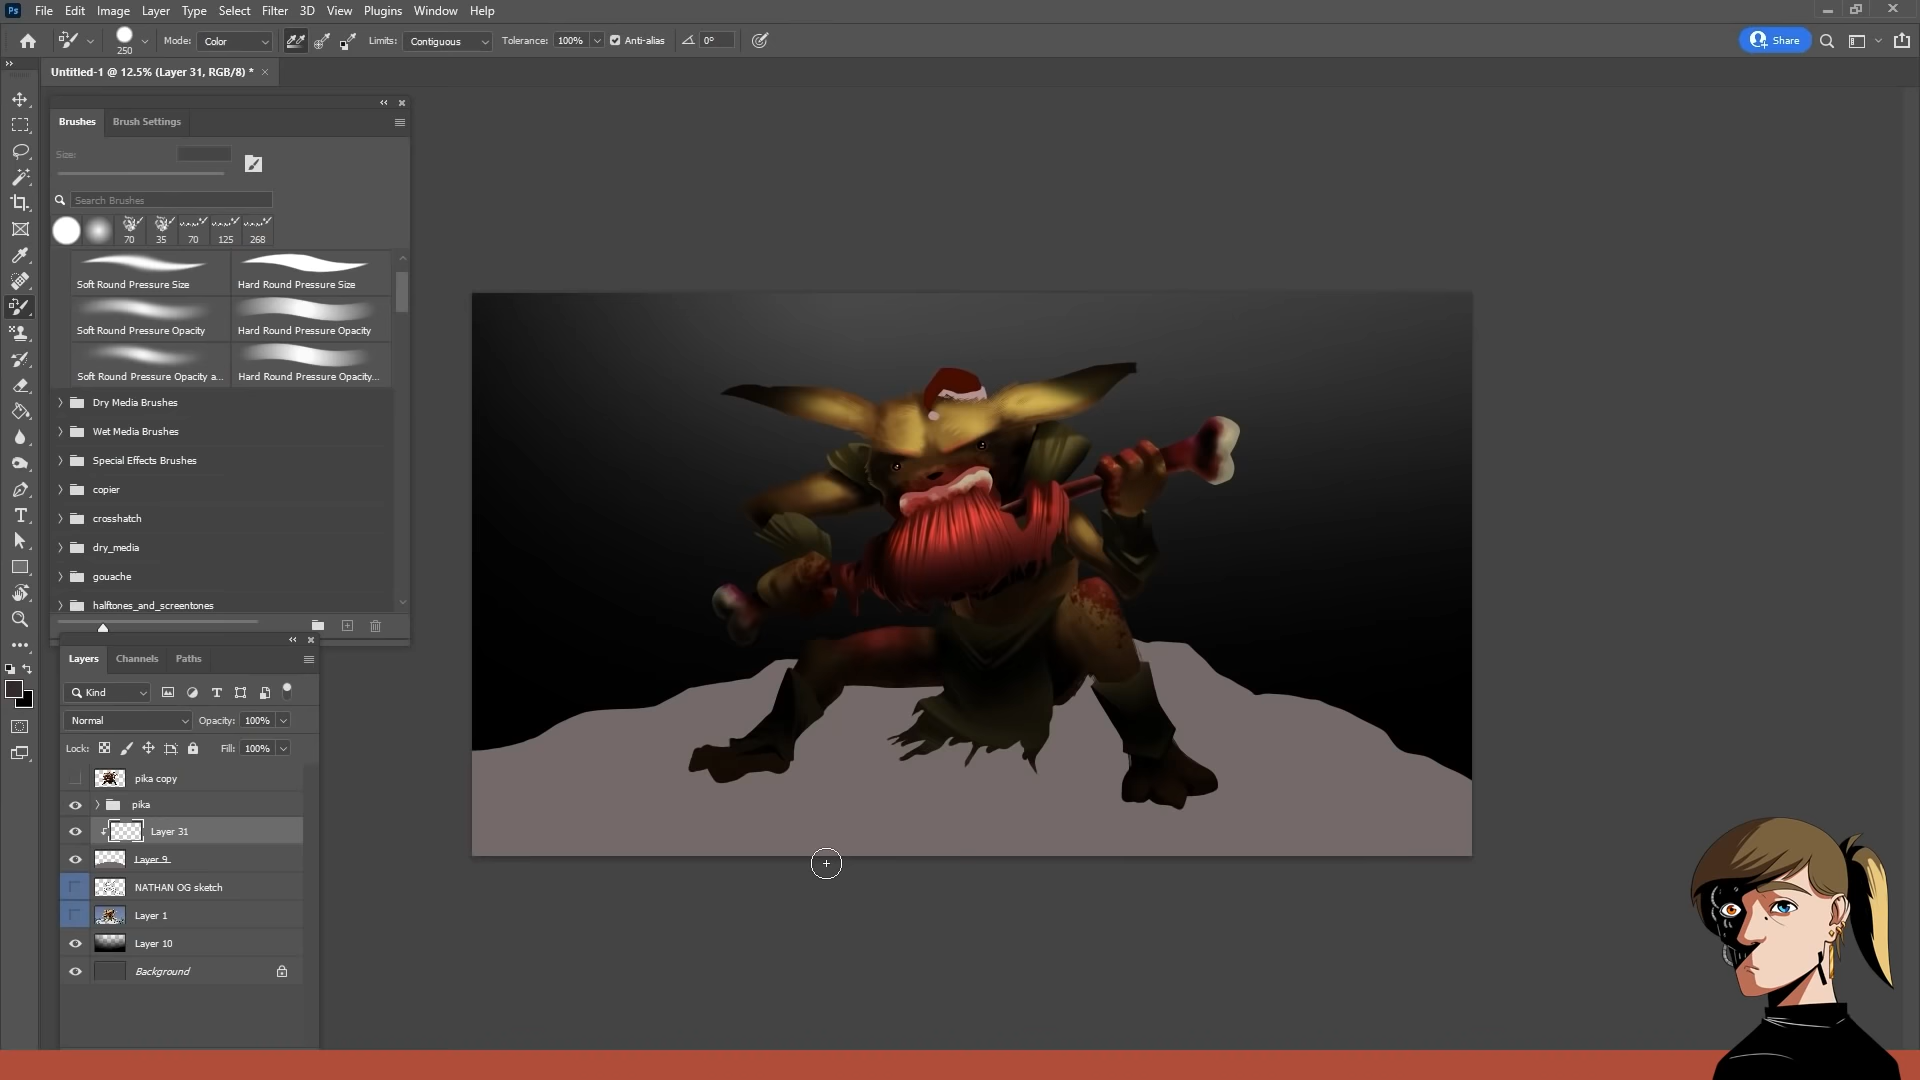 Ps File Edit Image Layer Type Select Filter 3D View Plugins Window Help
250 Mode: Color Limits: Contiguous Tolerance: 100% Anti-alias 0° Share
Untitled-1 @ 12.5% (Layer 31, RGB/8) *
Brushes Brush Settings
Size:
Search Brushes
70 35 70 125 268
Soft Round Pressure Size Hard Round Pressure Size
Soft Round Pressure Opacity Hard Round Pressure Opacity
Soft Round Pressure Opacity a... Hard Round Pressure Opacity...
Dry Media Brushes
Wet Media Brushes
Special Effects Brushes
copier
crosshatch
dry_media
gouache
halftones_and_screentones
Layers Channels Paths
Kind
Normal Opacity: 100%
Lock: Fill: 100%
pika copy
pika
Layer 31
Layer 9
NATHAN OG sketch
Layer 1
Layer 10
Background